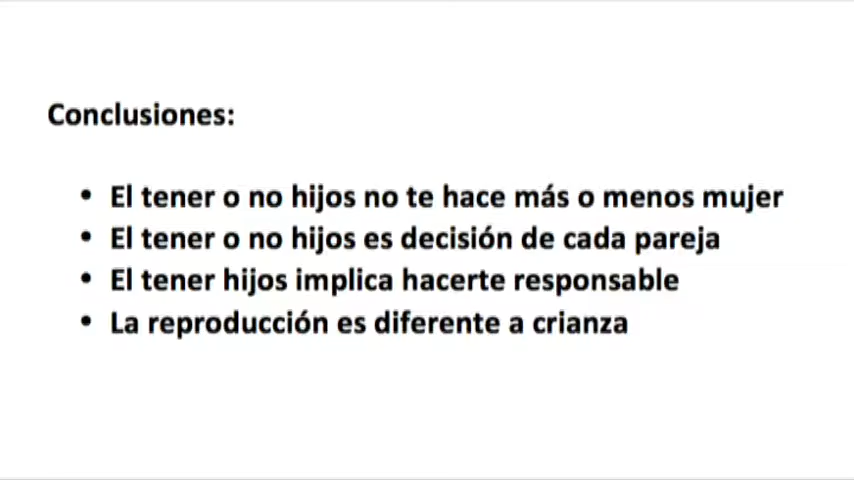 Conclusiones:
• El tener o no hijos no te hace más o menos mujer
• El tener o no hijos es decisión de cada pareja
• El tener hijos implica hacerte responsable
• La reproducción es diferente a crianza